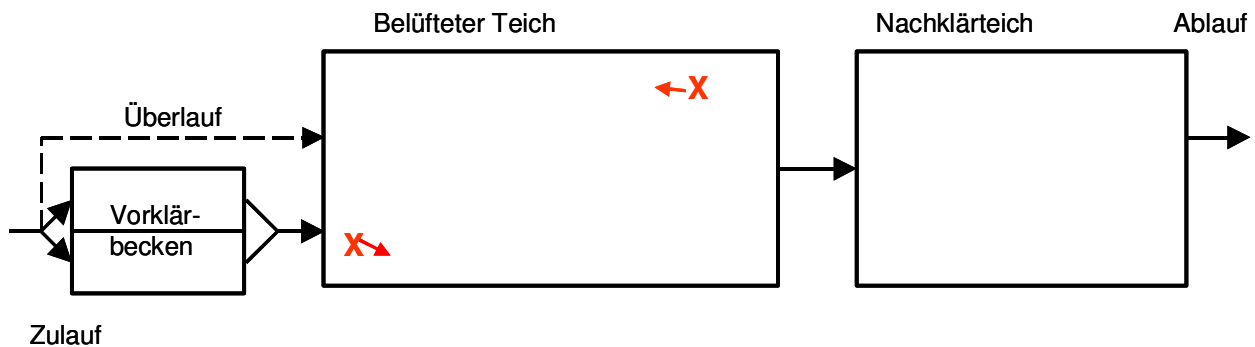 Belüfteter Teich
Nachklärteich
Ablauf
X
Überlauf
Vorklär-
becken
X
Zulauf